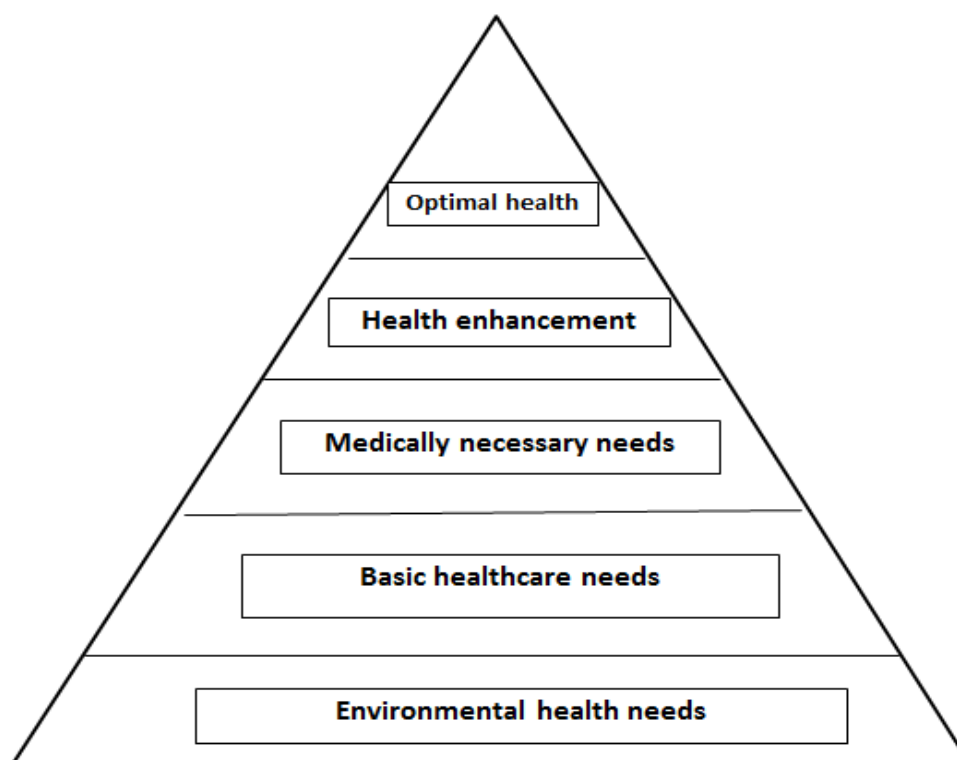 Optimal health
Health enhancement
Medically necessary needs
Basic healthcare needs
Environmental health needs